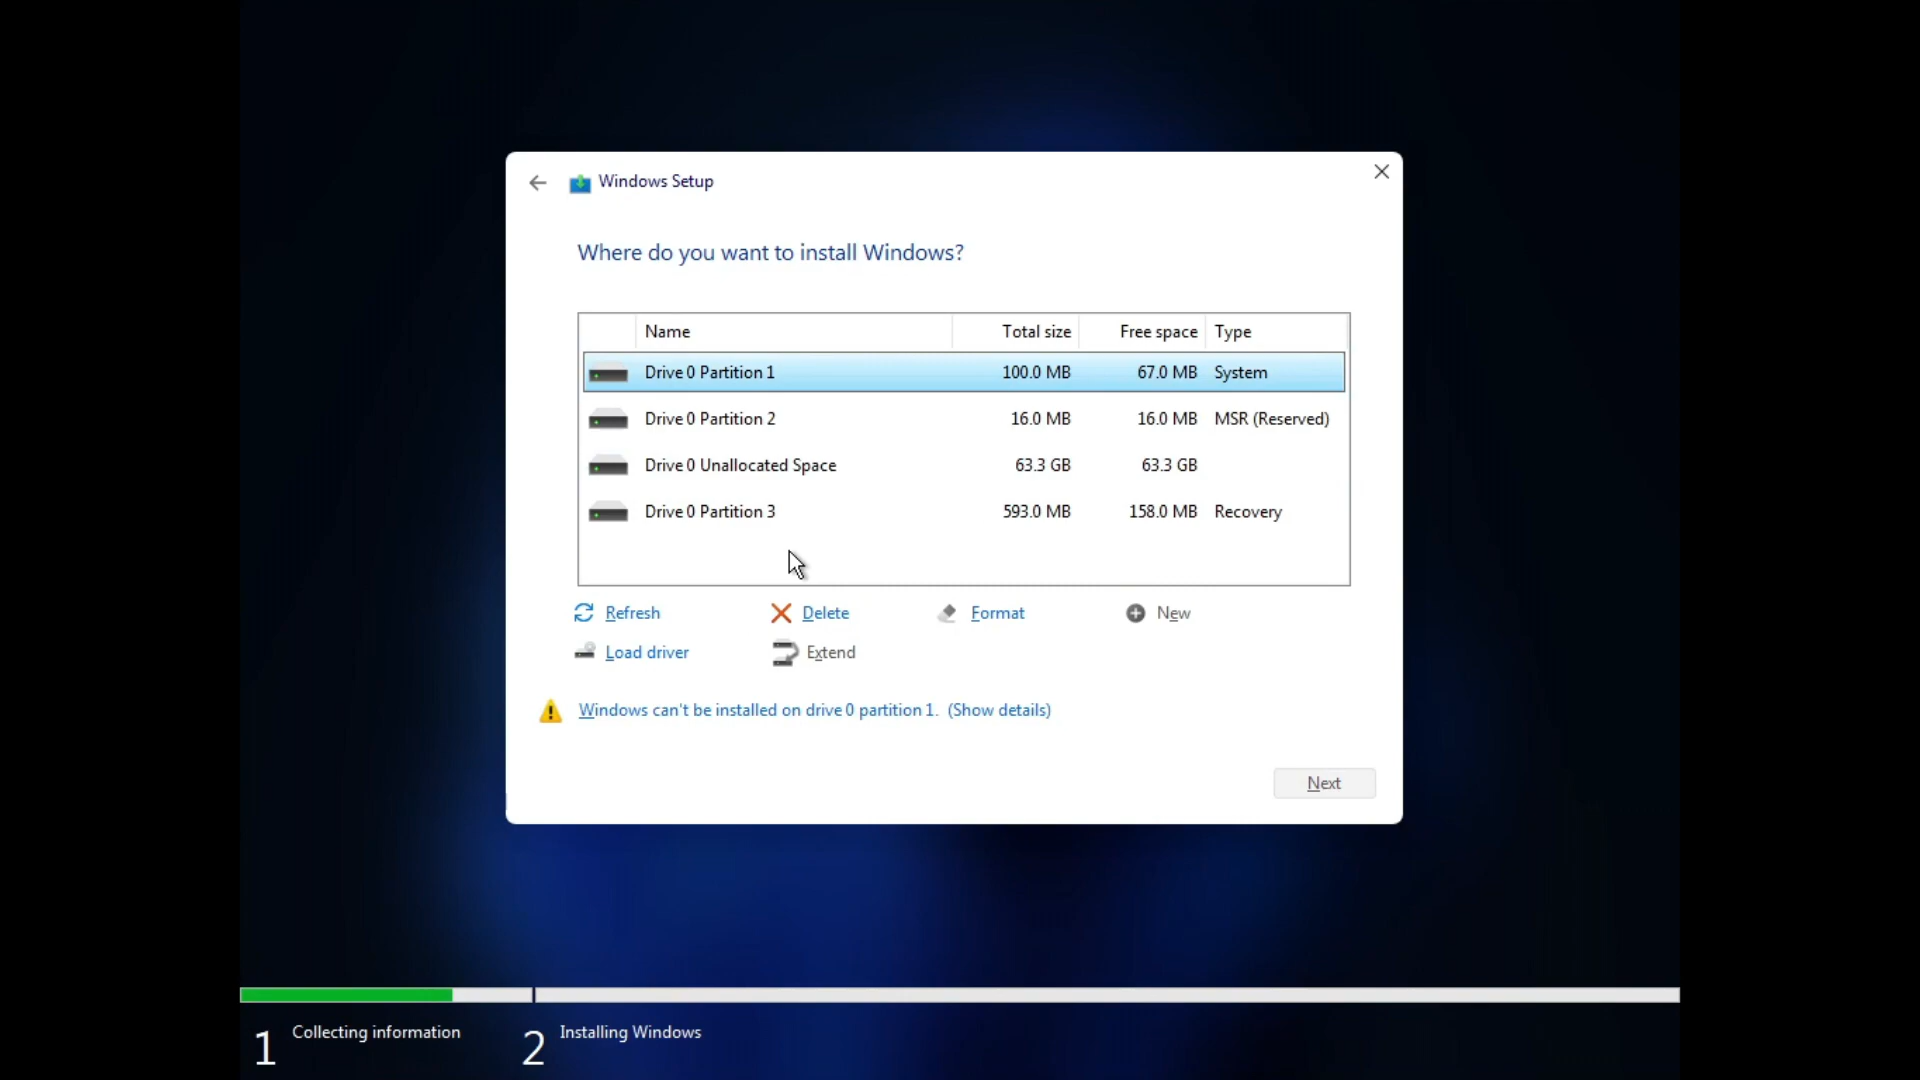 Windows Setup
Where do you want to install Windows?
Name Total size Free space Type
Drive 0 Partition 1 100.0 MB 67.0 MB System
Drive 0 Partition 2 16.0 MB 16.0 MB MSR (Reserved)
Drive 0 Unallocated Space 63.3 GB 63.3 GB
Drive 0 Partition 3 593.0 MB 158.0 MB Recovery
Refresh Delete Format New
Load driver Extend
Windows can't be installed on drive 0 partition 1. (Show details)
Next
1 Collecting information 2 Installing Windows